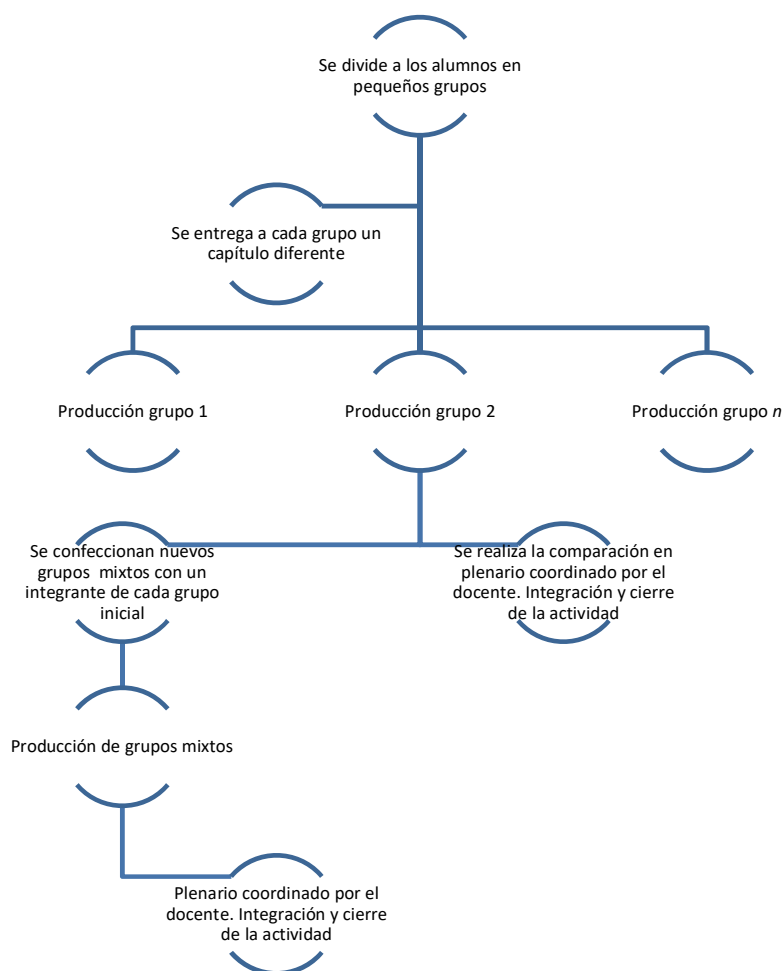 Se divide a los alumnos en
pequeños grupos
Se entrega a cada grupo un
capítulo diferente
Producción grupo 1
Producción grupo 2
Producción grupo n
Se confeccionan nuevos
grupos mixtos con un
integrante de cada grupo
inicial
Se realiza la comparación en
plenario coordinado por el
docente. Integración y cierre
de la actividad
Producción de grupos mixtos
Plenario coordinado por el
docente. Integración y cierre
de la actividad